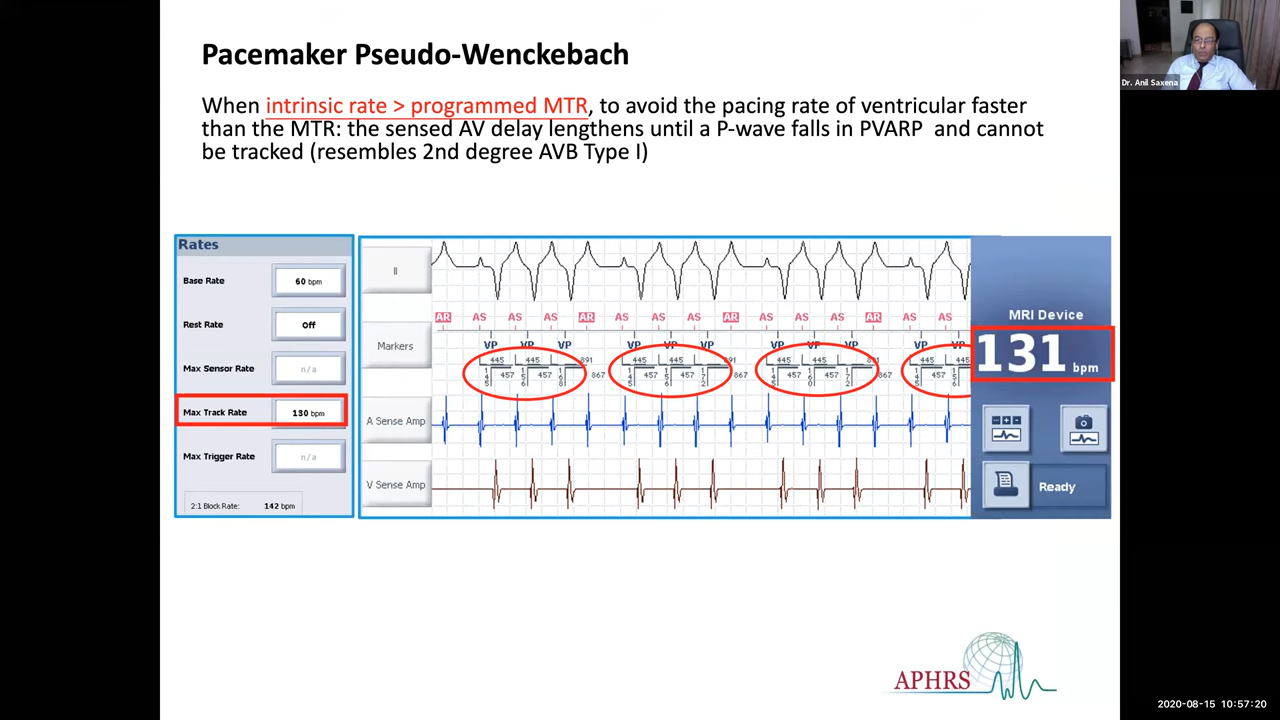 Pacemaker Pseudo-Wenckebach
Dr. Anil Saxena
When intrinsic rate > programmed MTR, to avoid the pacing rate of ventricular faster
than the MTR: the sensed AV delay lengthens until a P-wave falls in PVARP and cannot
be tracked (resembles 2nd degree AVB Type I)
Rates
Base Rate 60 bpm
Rest Rate Off
Max Sensor Rate n/a
Max Track Rate 130 bpm
Max Trigger Rate n/a
2:1 Block Rate: 142 bpm
II
Markers
A Sense Amp
V Sense Amp
AR AS AS AS AR AS AS AS AR AS AS AS AR AS AS
VP VP VP VP VP VP VP VP VP VP VP
445 445 445 445 445 445 445
457 457 867 457 457 867 457 457 867 457
MRI Device
131 bpm
Ready
APHRS
2020-08-15 10:57:20